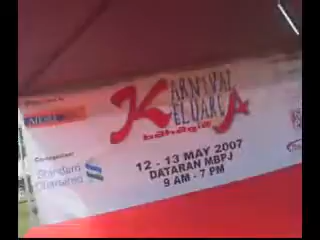 KARNIVAL
KELUARGA
bahagia
Standard
Chartered
12 - 13 MAY 2007
DATARAN MBPJ
9 AM - 7 PM